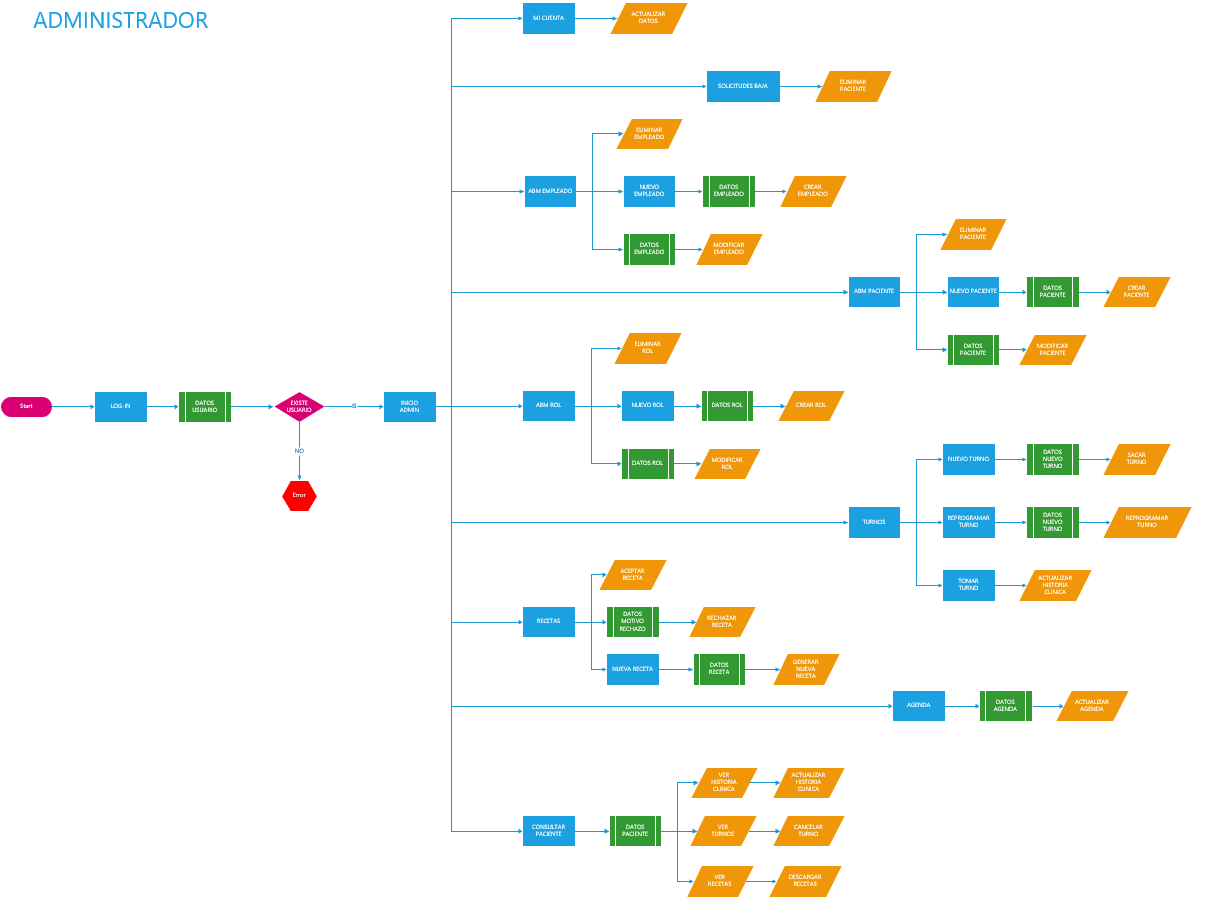 ADMINISTRADOR
MI CUENTA
ACTUALIZAR
DATOS
SOLICITUDES BAJA
ELIMINAR
PACIENTE
ELIMINAR
EMPLEADO
ABM EMPLEADO
NUEVO
EMPLEADO
DATOS
EMPLEADO
CREAR
EMPLEADO
DATOS
EMPLEADO
MODIFICAR
EMPLEADO
ELIMINAR
PACIENTE
ABM PACIENTE
NUEVO PACIENTE
DATOS
PACIENTE
CREAR
PACIENTE
DATOS
PACIENTE
MODIFICAR
PACIENTE
ELIMINAR
ROL
Start
LOG-IN
DATOS
USUARIO
EXISTE
USUARIO
SI
INICIO
ADMIN
ABM ROL
NUEVO ROL
DATOS ROL
CREAR ROL
NO
Error
DATOS ROL
MODIFICAR
ROL
NUEVO TURNO
DATOS
NUEVO
TURNO
SACAR
TURNO
TURNOS
REPROGRAMAR
TURNO
DATOS
NUEVO
TURNO
REPROGRAMAR
TURNO
TOMAR
TURNO
ACTUALIZAR
HISTORIA
CLINICA
ACEPTAR
RECETA
RECETAS
DATOS
MOTIVO
RECHAZO
RECHAZAR
RECETA
NUEVA RECETA
DATOS
RECETA
GENERAR
NUEVA
RECETA
AGENDA
DATOS
AGENDA
ACTUALIZAR
AGENDA
VER
HISTORIA
CLINICA
ACTUALIZAR
HISTORIA
CLINICA
CONSULTAR
PACIENTE
DATOS
PACIENTE
VER
TURNOS
CANCELAR
TURNO
VER
RECETAS
DESCARGAR
RECETAS